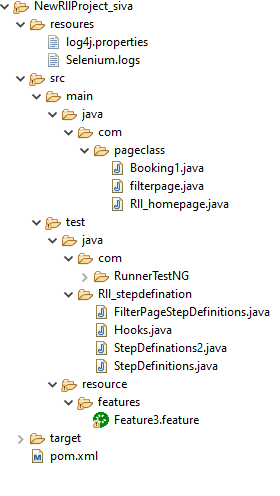 NewRIIProject_siva
resoures
log4j.properties
Selenium.logs
src
main
java
com
pageclass
Booking1.java
filterpage.java
RII_homepage.java
test
java
com
RunnerTestNG
RII_stepdefination
FilterPageStepDefinitions.java
Hooks.java
StepDefinations2.java
StepDefinitions.java
resource
features
Feature3.feature
target
pom.xml